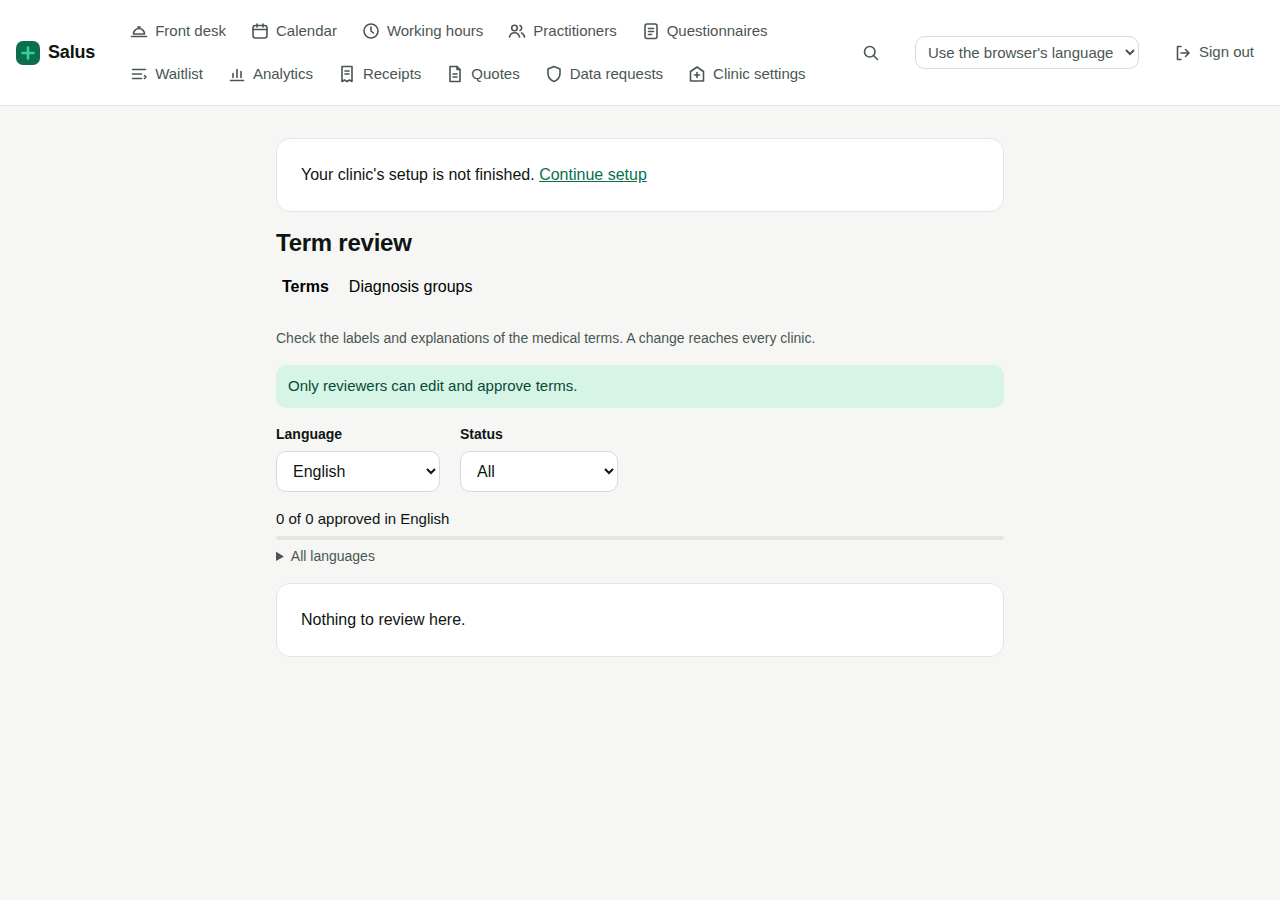 Salus
Front desk
Calendar
Working hours
Practitioners
Questionnaires
Waitlist
Analytics
Receipts
Quotes
Data requests
Clinic settings
Use the browser's language
Sign out
Your clinic's setup is not finished. Continue setup
Term review
Terms
Diagnosis groups
Check the labels and explanations of the medical terms. A change reaches every clinic.
Only reviewers can edit and approve terms.
Language
Status
English
All
0 of 0 approved in English
All languages
Nothing to review here.